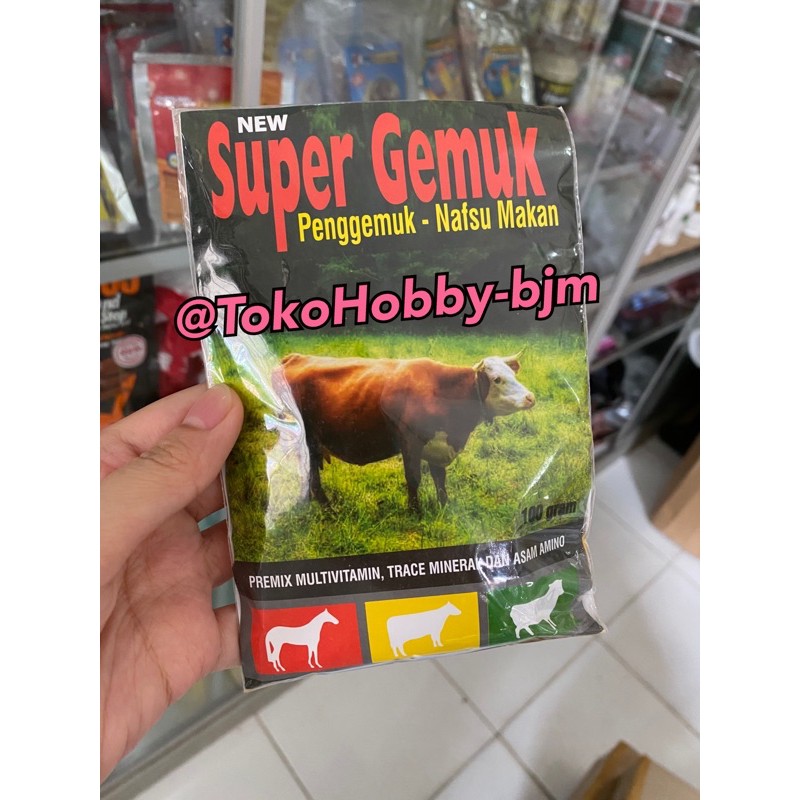 NEW
Super Gemuk
Penggemuk - Nafsu Makan
@TokoHobby-bjm
100 gram
PREMIX MULTIVITAMIN, TRACE MINERAL DAN ASAM AMINO